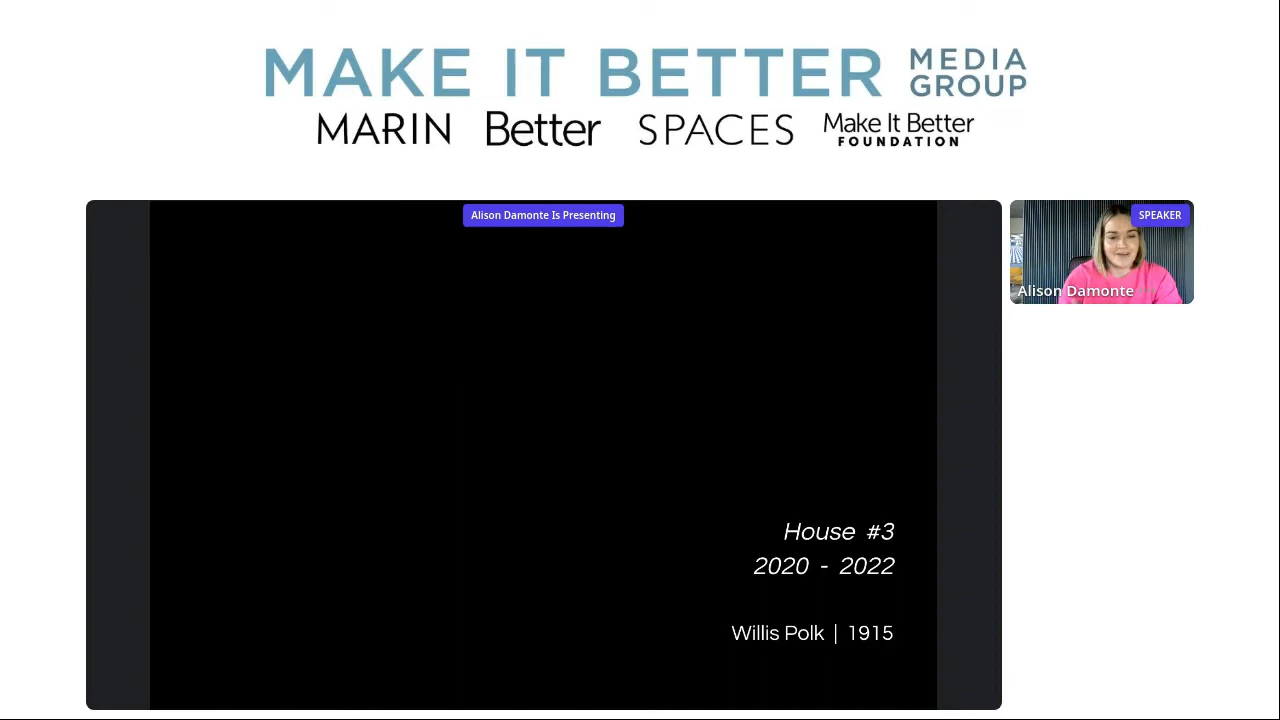 MAKE IT BETTER MEDIA GROUP
MARIN Better SPACES Make It Better FOUNDATION
Alison Damonte Is Presenting
SPEAKER
Alison Damonte
House #3
2020 - 2022
Willis Polk | 1915